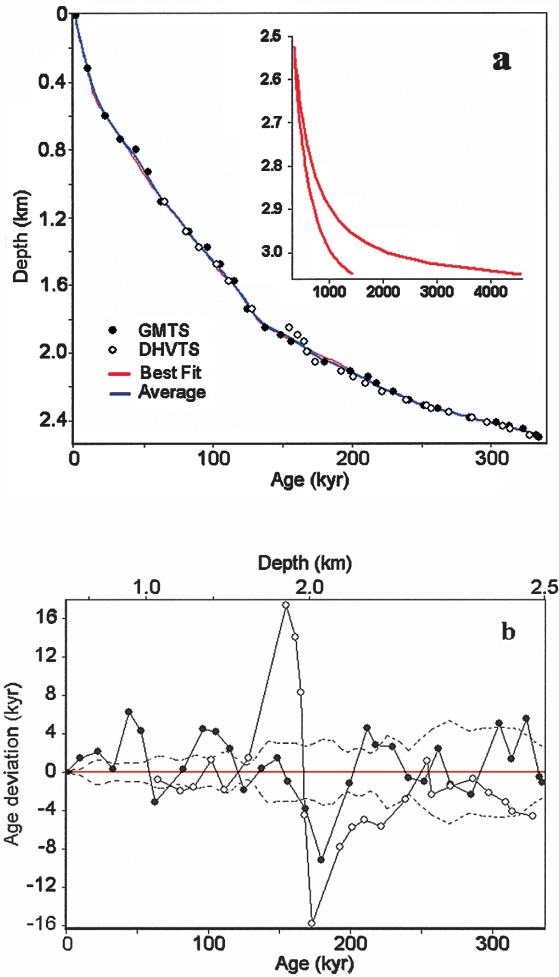 a
Depth (km)
0
0.4
0.8
1.2
1.6
2.0
2.4
2.5
2.6
2.7
2.8
2.9
3.0
1000 2000 3000 4000
GMTS
DHVTS
Best Fit
Average
0 100 200 300
Age (kyr)
Depth (km)
1.0 2.0 2.5
b
Age deviation (kyr)
16
12
8
4
0
-4
-8
-12
-16
0 100 200 300
Age (kyr)